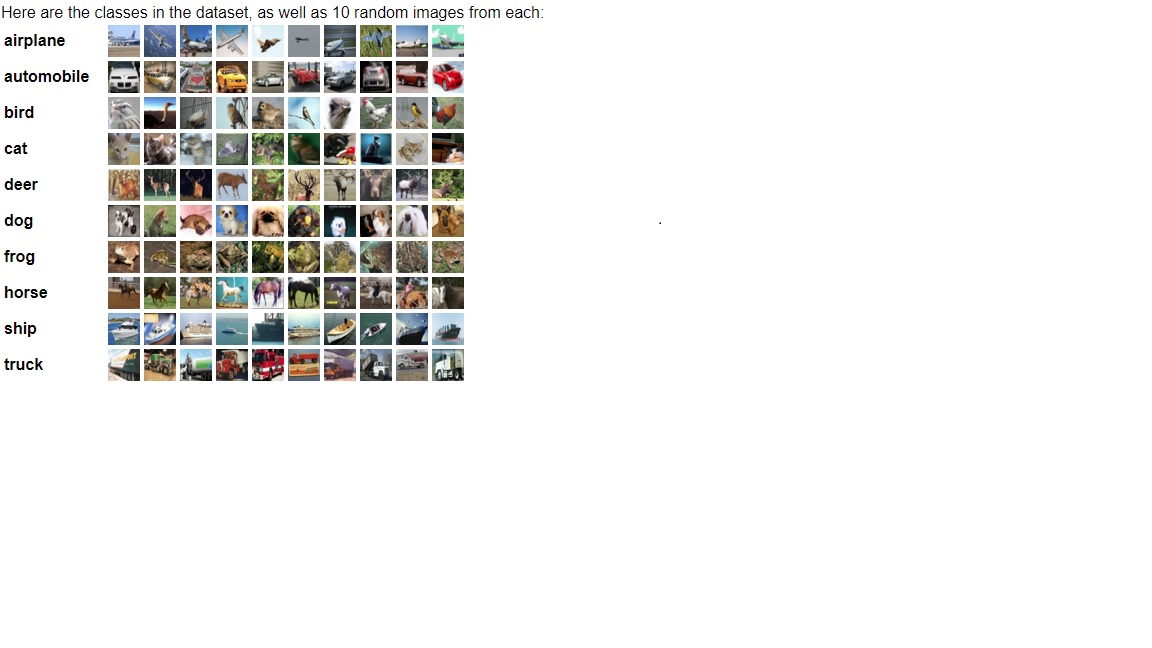 Here are the classes in the dataset, as well as 10 random images from each:
airplane
automobile
bird
cat
deer
dog
frog
horse
ship
truck